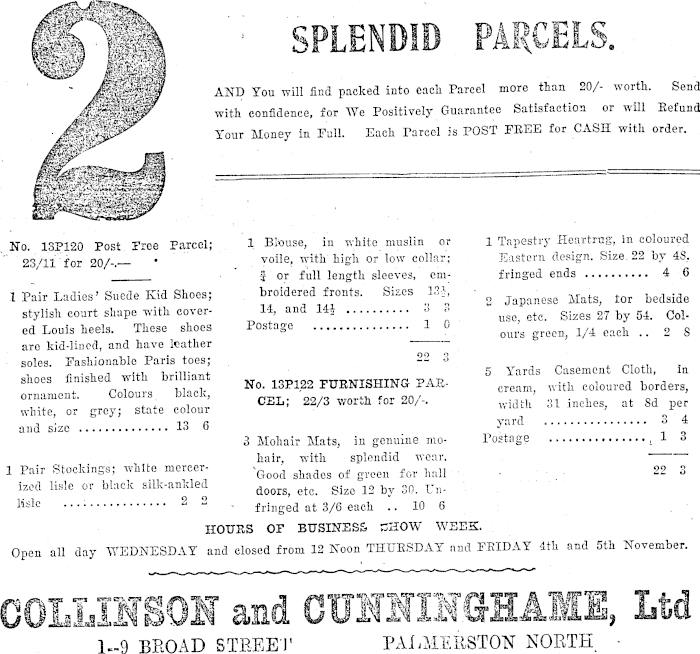 2
SPLENDID PARCELS.
AND You will find packed into each Parcel more than 20/- worth. Send
with confidence, for We Positively Guarantee Satisfaction or will Refund
Your Money in Full. Each Parcel is POST FREE for CASH with order.
No. 13P120 Post Free Parcel;
23/11 for 20/-.—
1 Pair Ladies' Suede Kid Shoes;
stylish court shape with cover-
ed Louis heels. These shoes
are kid-lined, and have leather
soles. Fashionable Paris toes;
shoes finished with brilliant
ornament. Colours black,
white, or grey; state colour
and size .............. 13 6
1 Pair Stockings; white mercer-
ized lisle or black silk-ankled
lisle ................ 2 2
1 Blouse, in white muslin or
voile, with high or low collar;
¾ or full length sleeves, em-
broidered fronts. Sizes 13½,
14, and 14½ .......... 3 3
Postage ............... 1 0
22 3
No. 13P122 FURNISHING PAR-
CEL; 22/3 worth for 20/-.
3 Mohair Mats, in genuine mo-
hair, with splendid wear.
Good shades of green for hall
doors, etc. Size 12 by 30. Un-
fringed at 3/6 each .. 10 6
1 Tapestry Heartrug, in coloured
Eastern design. Size 22 by 48,
fringed ends .......... 4 6
2 Japanese Mats, for bedside
use, etc. Sizes 27 by 54. Col-
ours green, 1/4 each .. 2 8
5 Yards Casement Cloth, in
cream, with coloured borders,
width 31 inches, at 8d per
yard ................ 3 4
Postage ............... 1 3
22 3
HOURS OF BUSINESS SHOW WEEK.
Open all day WEDNESDAY and closed from 12 Noon THURSDAY and FRIDAY 4th and 5th November.
COLLINSON and CUNNINGHAME, Ltd
1--9 BROAD STREET PALMERSTON NORTH